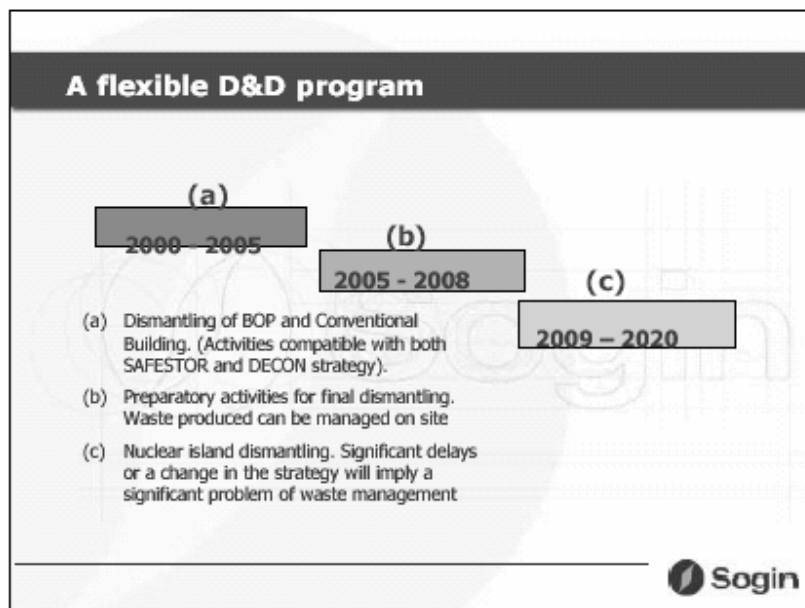 A flexible D&D program
(a)
2000 - 2005
(b)
2005 - 2008
(c)
2009 – 2020
(a) Dismantling of BOP and Conventional
Building. (Activities compatible with both
SAFESTOR and DECON strategy).
(b) Preparatory activities for final dismantling.
Waste produced can be managed on site
(c) Nuclear island dismantling. Significant delays
or a change in the strategy will imply a
significant problem of waste management
sogin
Sogin